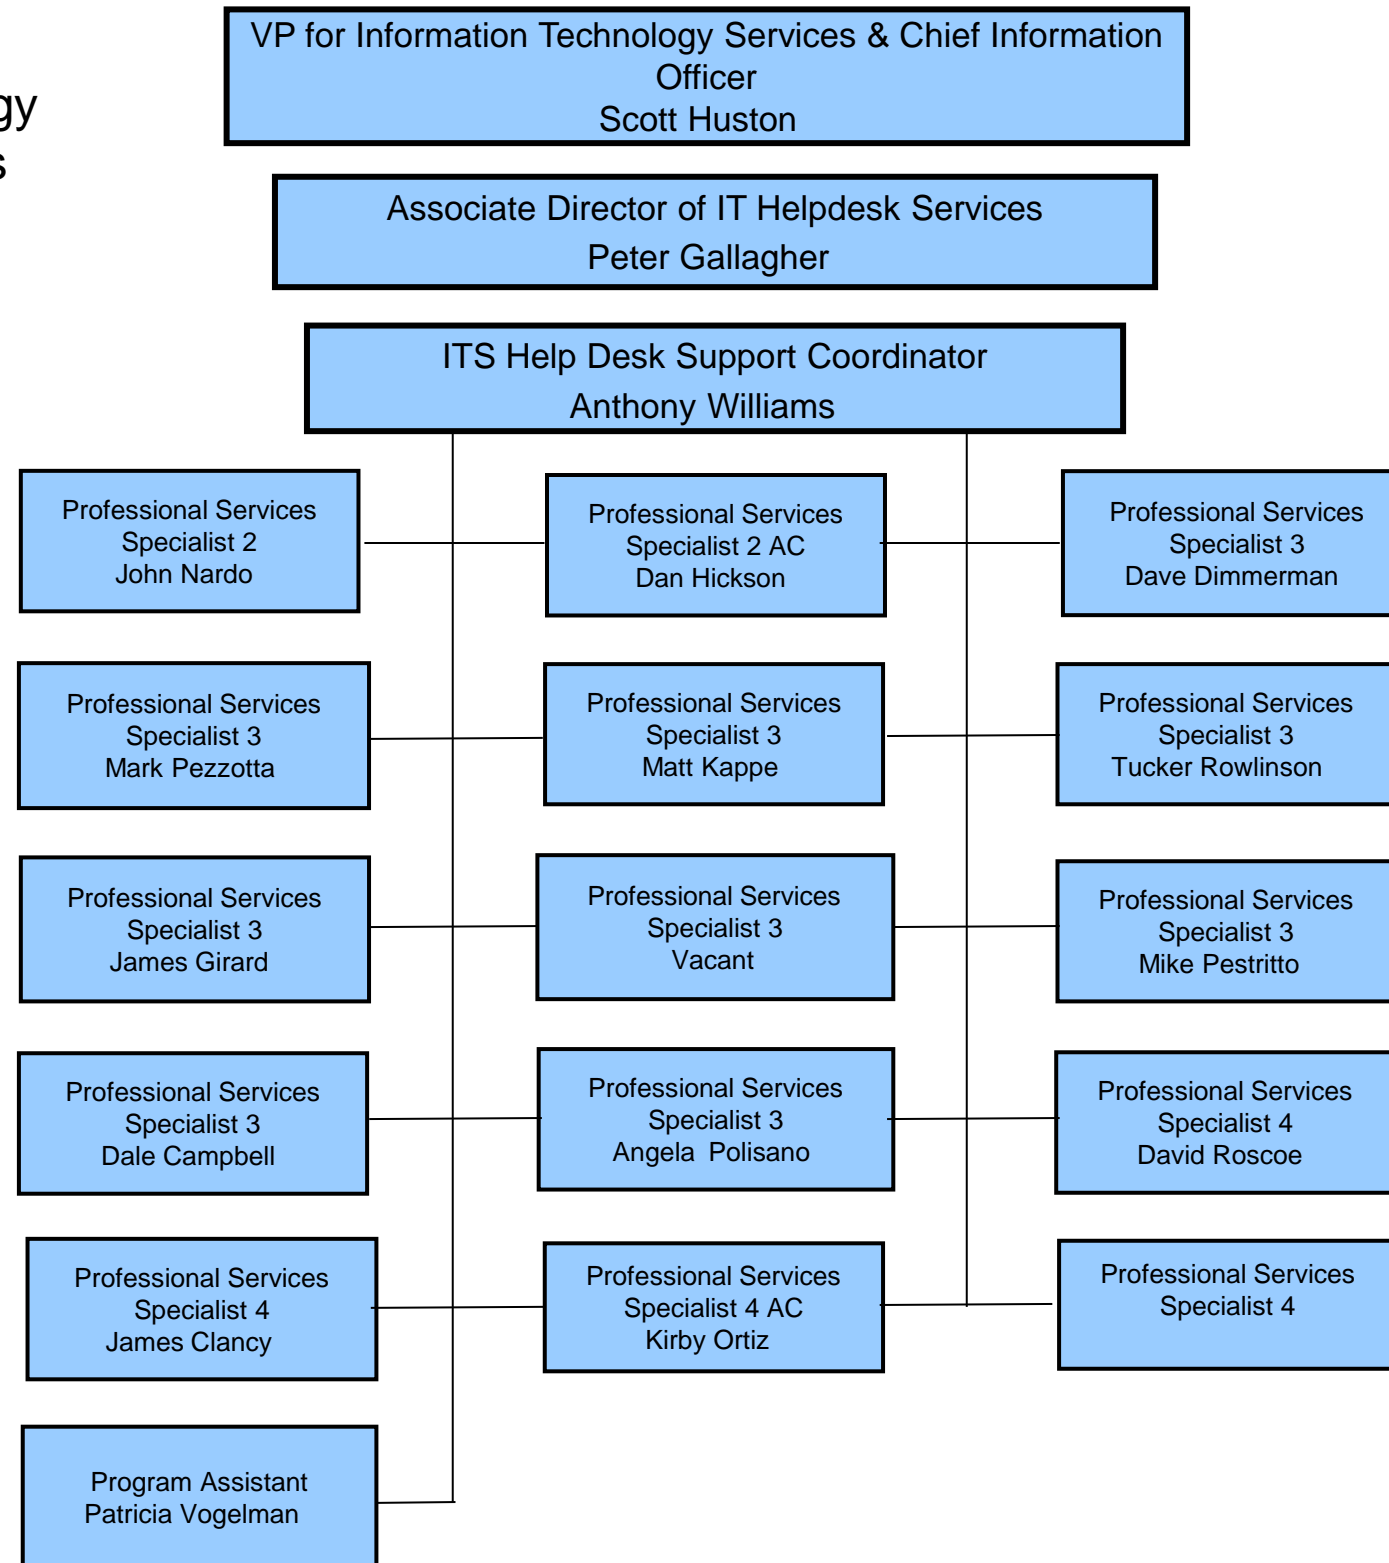 VP for Information Technology Services & Chief Information
Officer
Scott Huston
Associate Director of IT Helpdesk Services
Peter Gallagher
ITS Help Desk Support Coordinator
Anthony Williams
Professional Services
Specialist 2
John Nardo
Professional Services
Specialist 2 AC
Dan Hickson
Professional Services
Specialist 3
Dave Dimmerman
Professional Services
Specialist 3
Mark Pezzotta
Professional Services
Specialist 3
Matt Kappe
Professional Services
Specialist 3
Tucker Rowlinson
Professional Services
Specialist 3
James Girard
Professional Services
Specialist 3
Vacant
Professional Services
Specialist 3
Mike Pestritto
Professional Services
Specialist 3
Dale Campbell
Professional Services
Specialist 3
Angela Polisano
Professional Services
Specialist 4
David Roscoe
Professional Services
Specialist 4
James Clancy
Professional Services
Specialist 4 AC
Kirby Ortiz
Professional Services
Specialist 4
Program Assistant
Patricia Vogelman